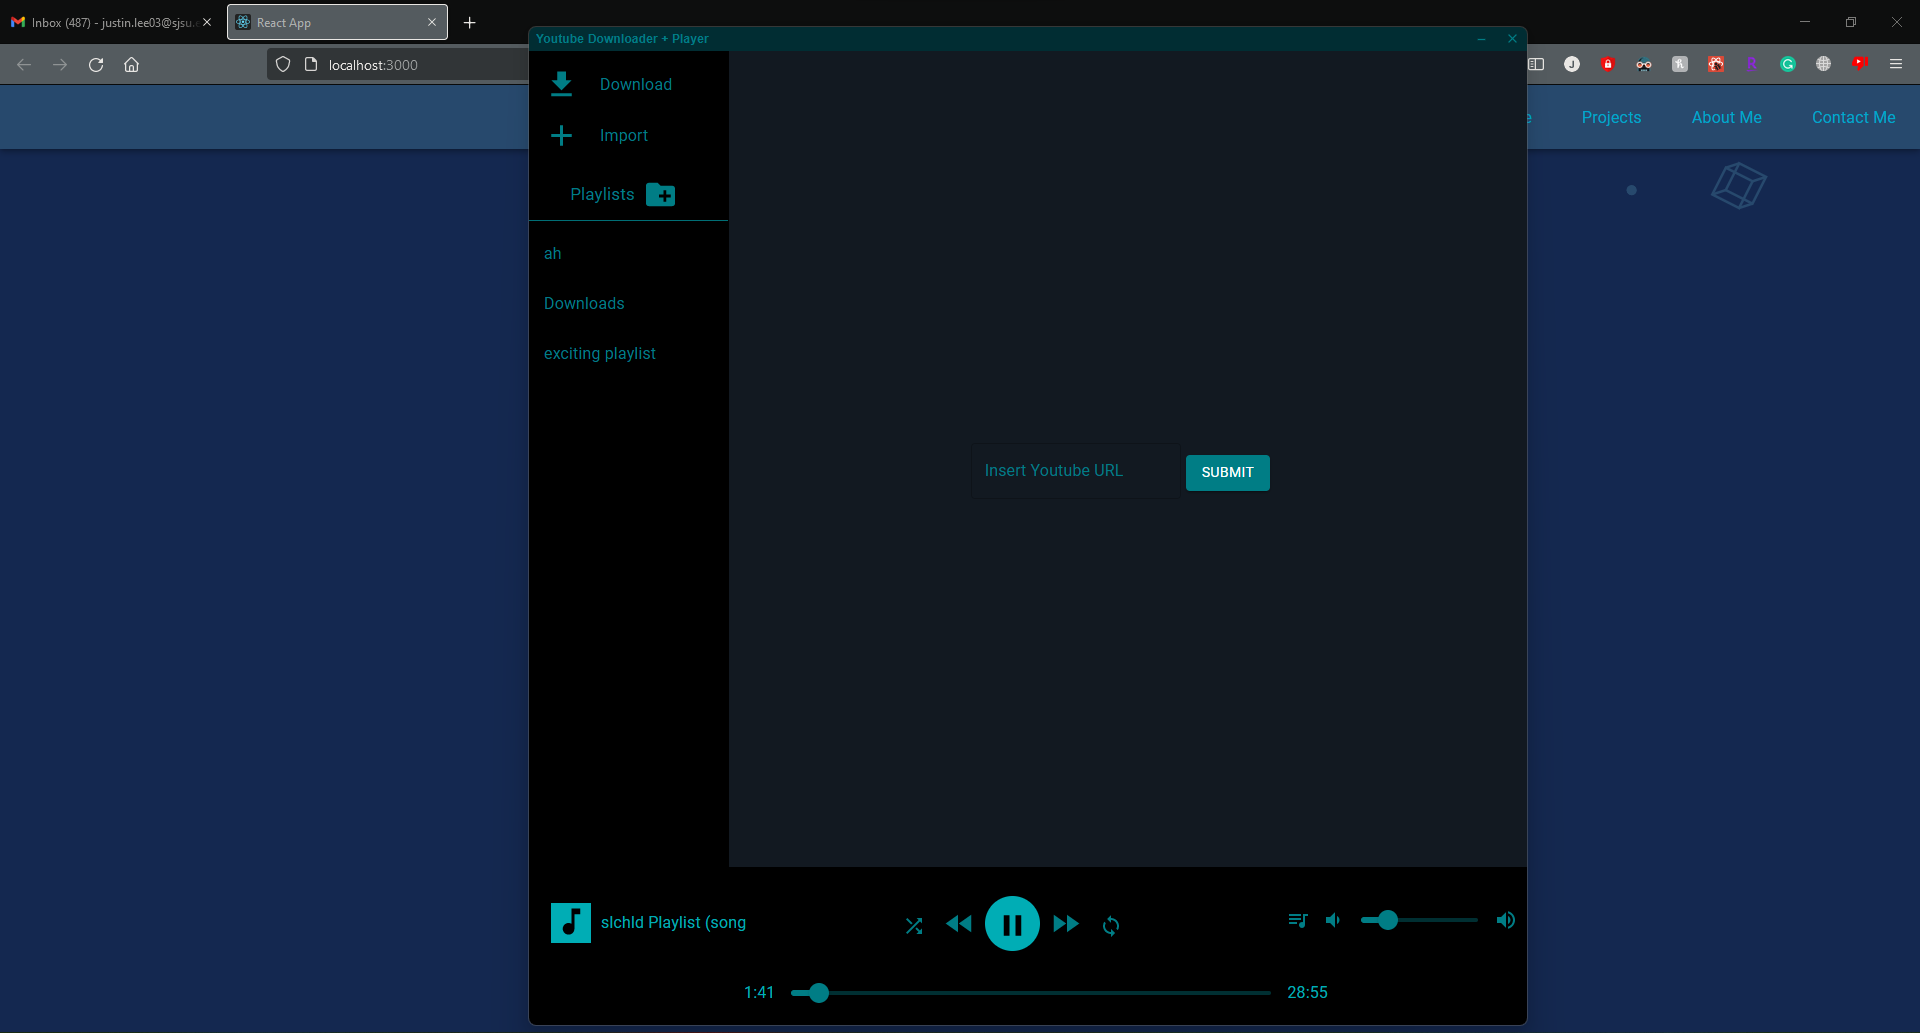 Inbox (487) - justin.lee03@sjsu.
React App
localhost:3000
Youtube Downloader + Player
Download
Import
Playlists
ah
Downloads
exciting playlist
Projects
About Me
Contact Me
Insert Youtube URL
SUBMIT
slchld Playlist (song
1:41
28:55